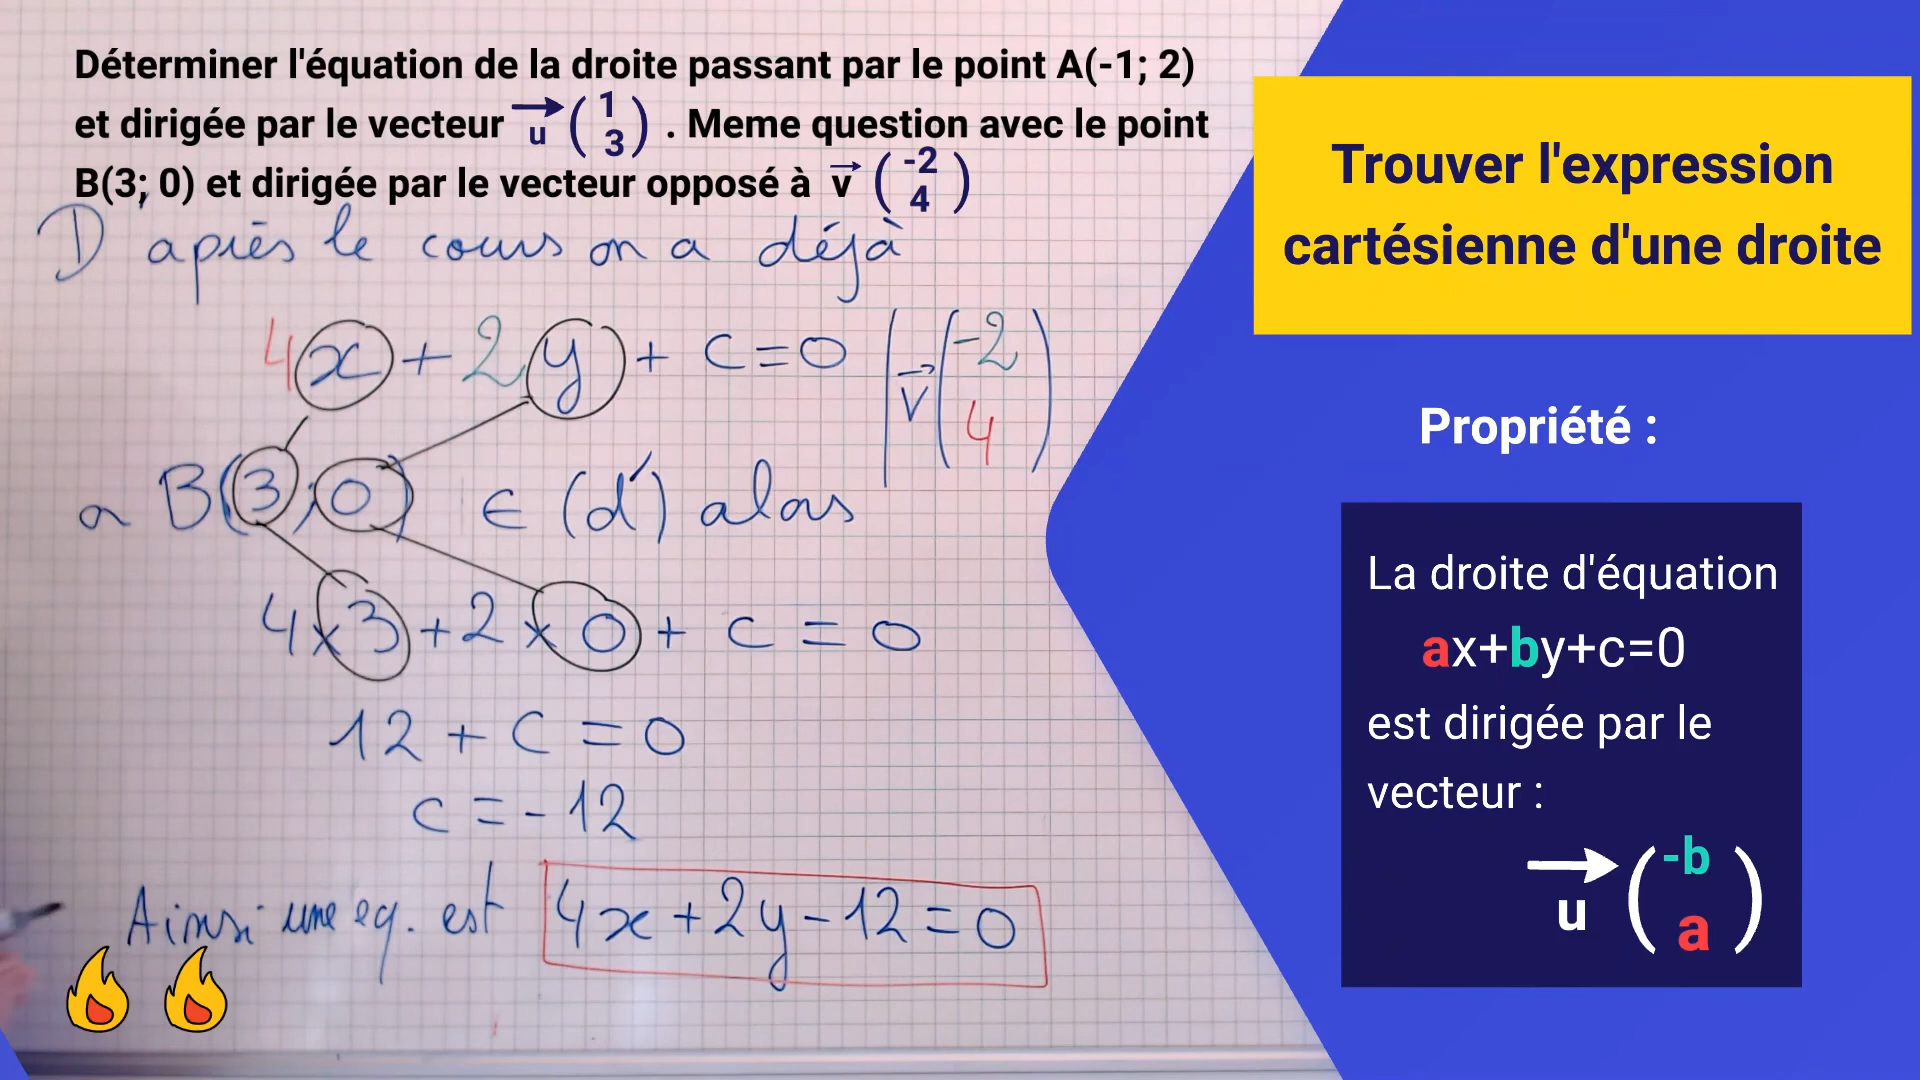 Déterminer l'équation de la droite passant par le point A(-1; 2)
et dirigée par le vecteur u (1 3) . Meme question avec le point
B(3; 0) et dirigée par le vecteur opposé à v (-2 4)
D'après le cours on a déjà
4x + 2y + c = 0 | v (-2 4)
or B(3; 0) ∈ (d') alors
4 x 3 + 2 x 0 + c = 0
12 + c = 0
c = -12
Ainsi une eq. est 4x + 2y - 12 = 0
Trouver l'expression
cartésienne d'une droite
Propriété :
La droite d'équation
ax+by+c=0
est dirigée par le
vecteur :
u (-b a)